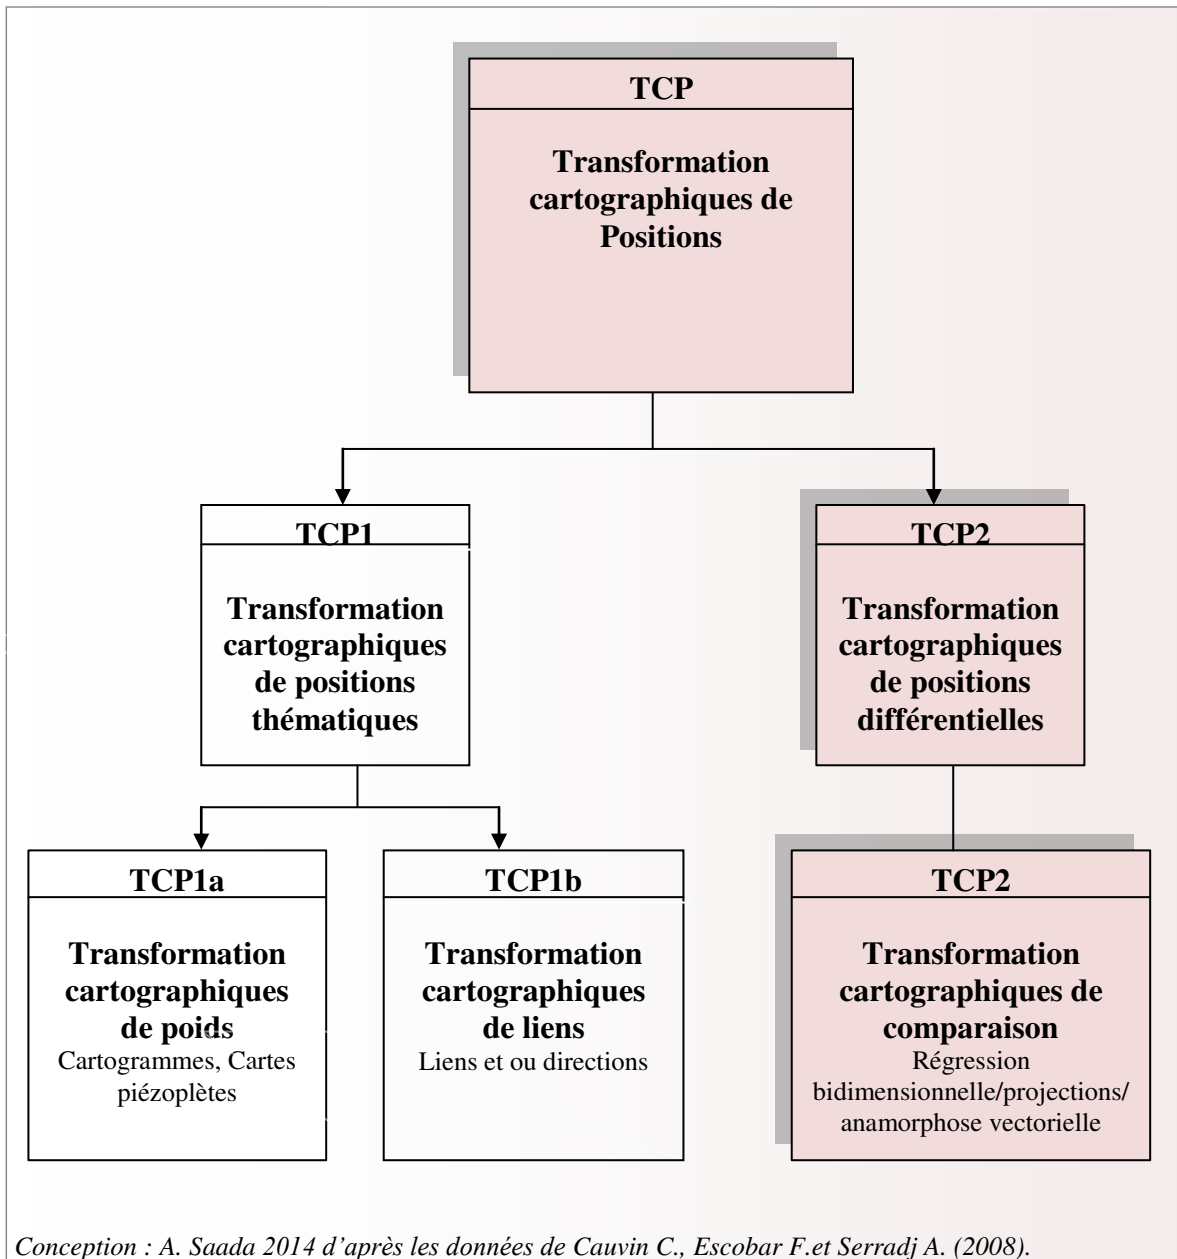 TCP
Transformation
cartographiques de
Positions
TCP1
Transformation
cartographiques
de positions
thématiques
TCP2
Transformation
cartographiques
de positions
différentielles
TCP1a
Transformation
cartographiques
de poids
Cartogrammes, Cartes
piézoplètes
TCP1b
Transformation
cartographiques
de liens
Liens et ou directions
TCP2
Transformation
cartographiques de
comparaison
Régression
bidimensionnelle/projections/
anamorphose vectorielle
Conception : A. Saada 2014 d'après les données de Cauvin C., Escobar F.et Serradj A. (2008).